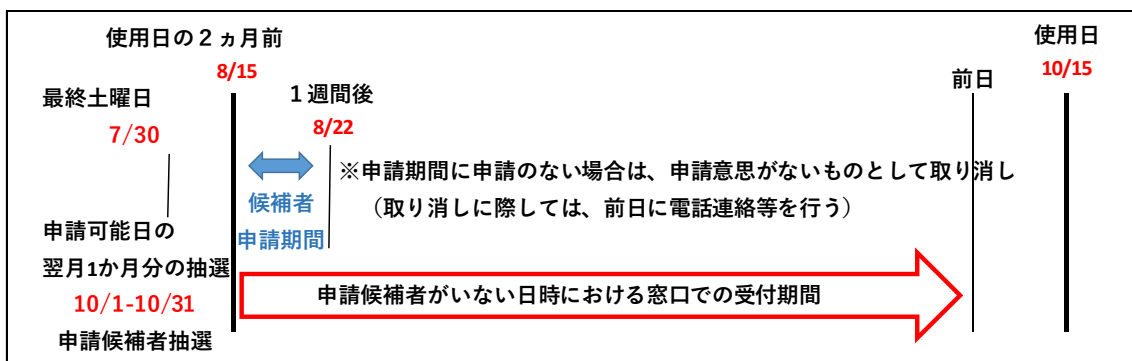 使用日の２ヵ月前
8/15
使用日
10/15
前日
最終土曜日
7/30
１週間後
8/22
※申請期間に申請のない場合は、申請意思がないものとして取り消し
（取り消しに際しては、前日に電話連絡等を行う）
候補者
申請期間
申請可能日の
翌月1か月分の抽選
10/1-10/31
申請候補者抽選
申請候補者がいない日時における窓口での受付期間